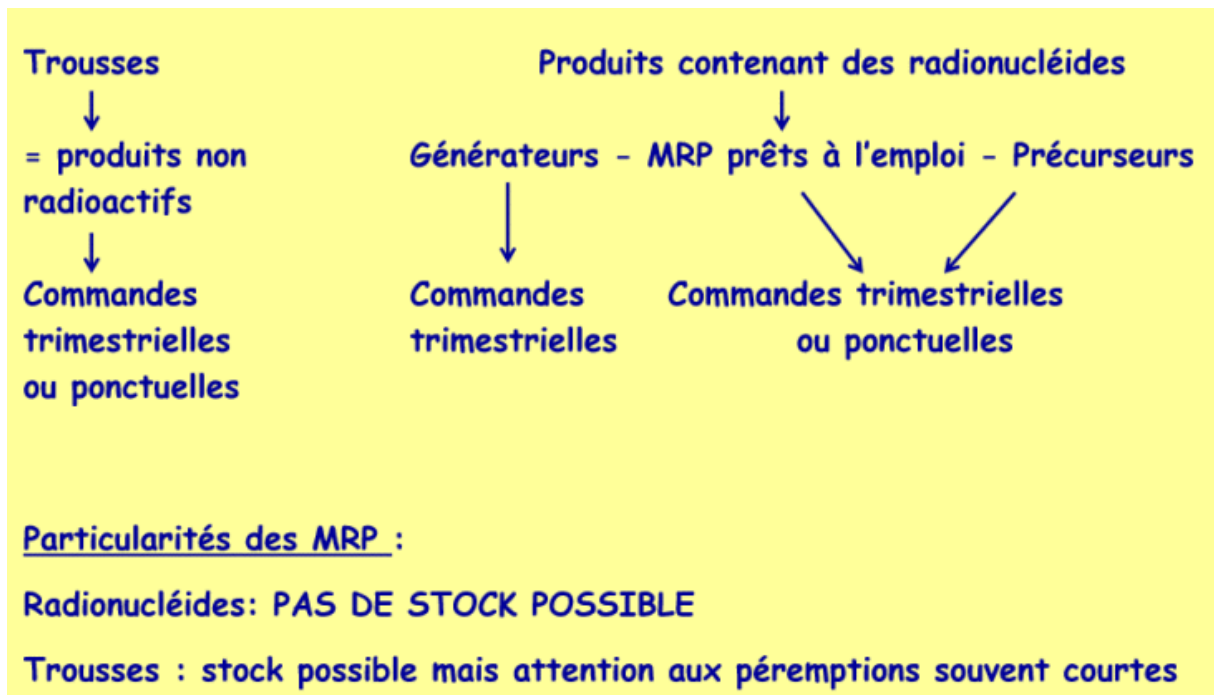 Trousses
Produits contenant des radionucléides
= produits non
radioactifs
Générateurs - MRP prêts à l'emploi - Précurseurs
Commandes
trimestrielles
ou ponctuelles
Commandes
trimestrielles
Commandes trimestrielles
ou ponctuelles
Particularités des MRP :
Radionucléides: PAS DE STOCK POSSIBLE
Trousses : stock possible mais attention aux péremptions souvent courtes